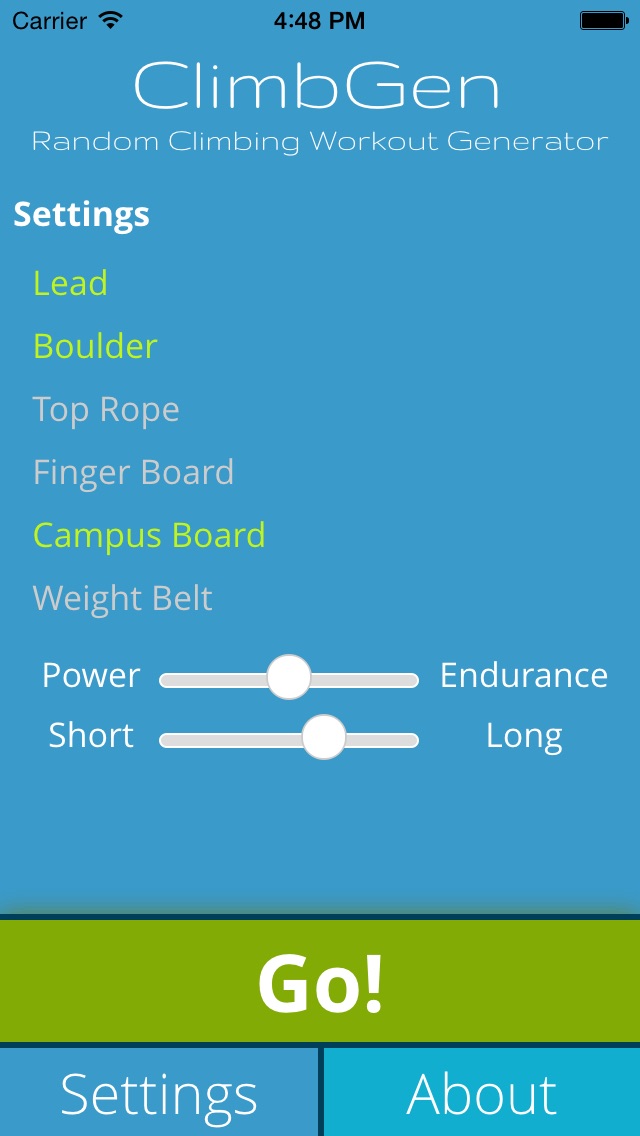 Carrier 4:48 PM
ClimbGen
Random Climbing Workout Generator
Settings
Lead
Boulder
Top Rope
Finger Board
Campus Board
Weight Belt
Power Endurance
Short Long
Go!
Settings About